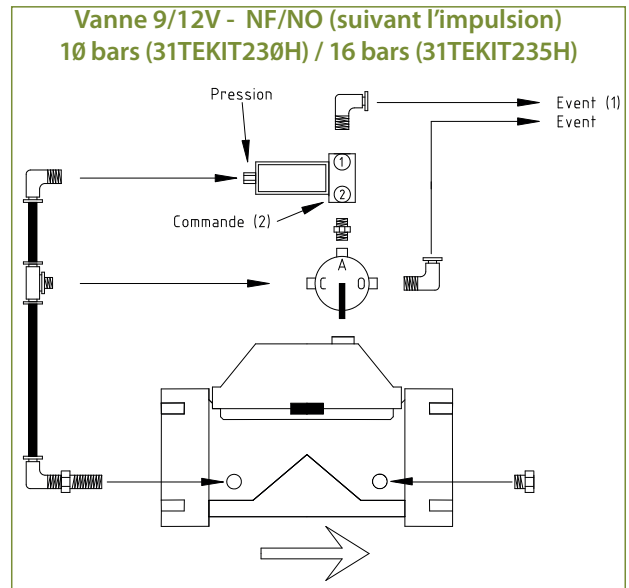 Vanne 9/12V - NF/NO (suivant l'impulsion)
10 bars (31TEKIT230H) / 16 bars (31TEKIT235H)
Pression
Event (1)
Event
1
2
Commande (2)
A
C O